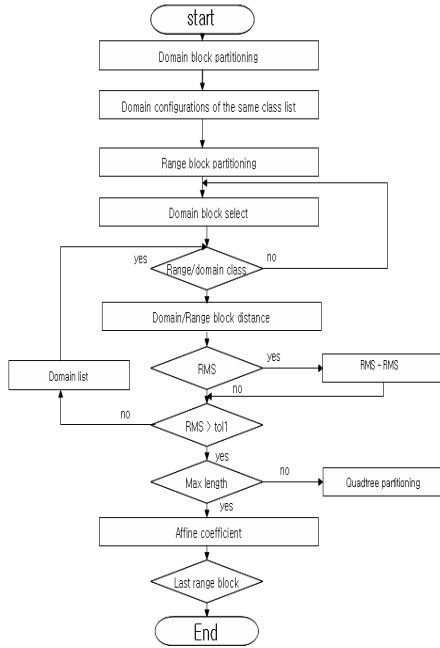 start
Domain block partitioning
Domain configurations of the same class list
Range block partitioning
Domain block select
yes
Range/domain class
no
Domain/Range block distance
RMS
yes
RMS - RMS
no
Domain list
no
RMS > tol1
yes
Max length
no
Quadtree partitioning
yes
Affine coefficient
Last range block
End